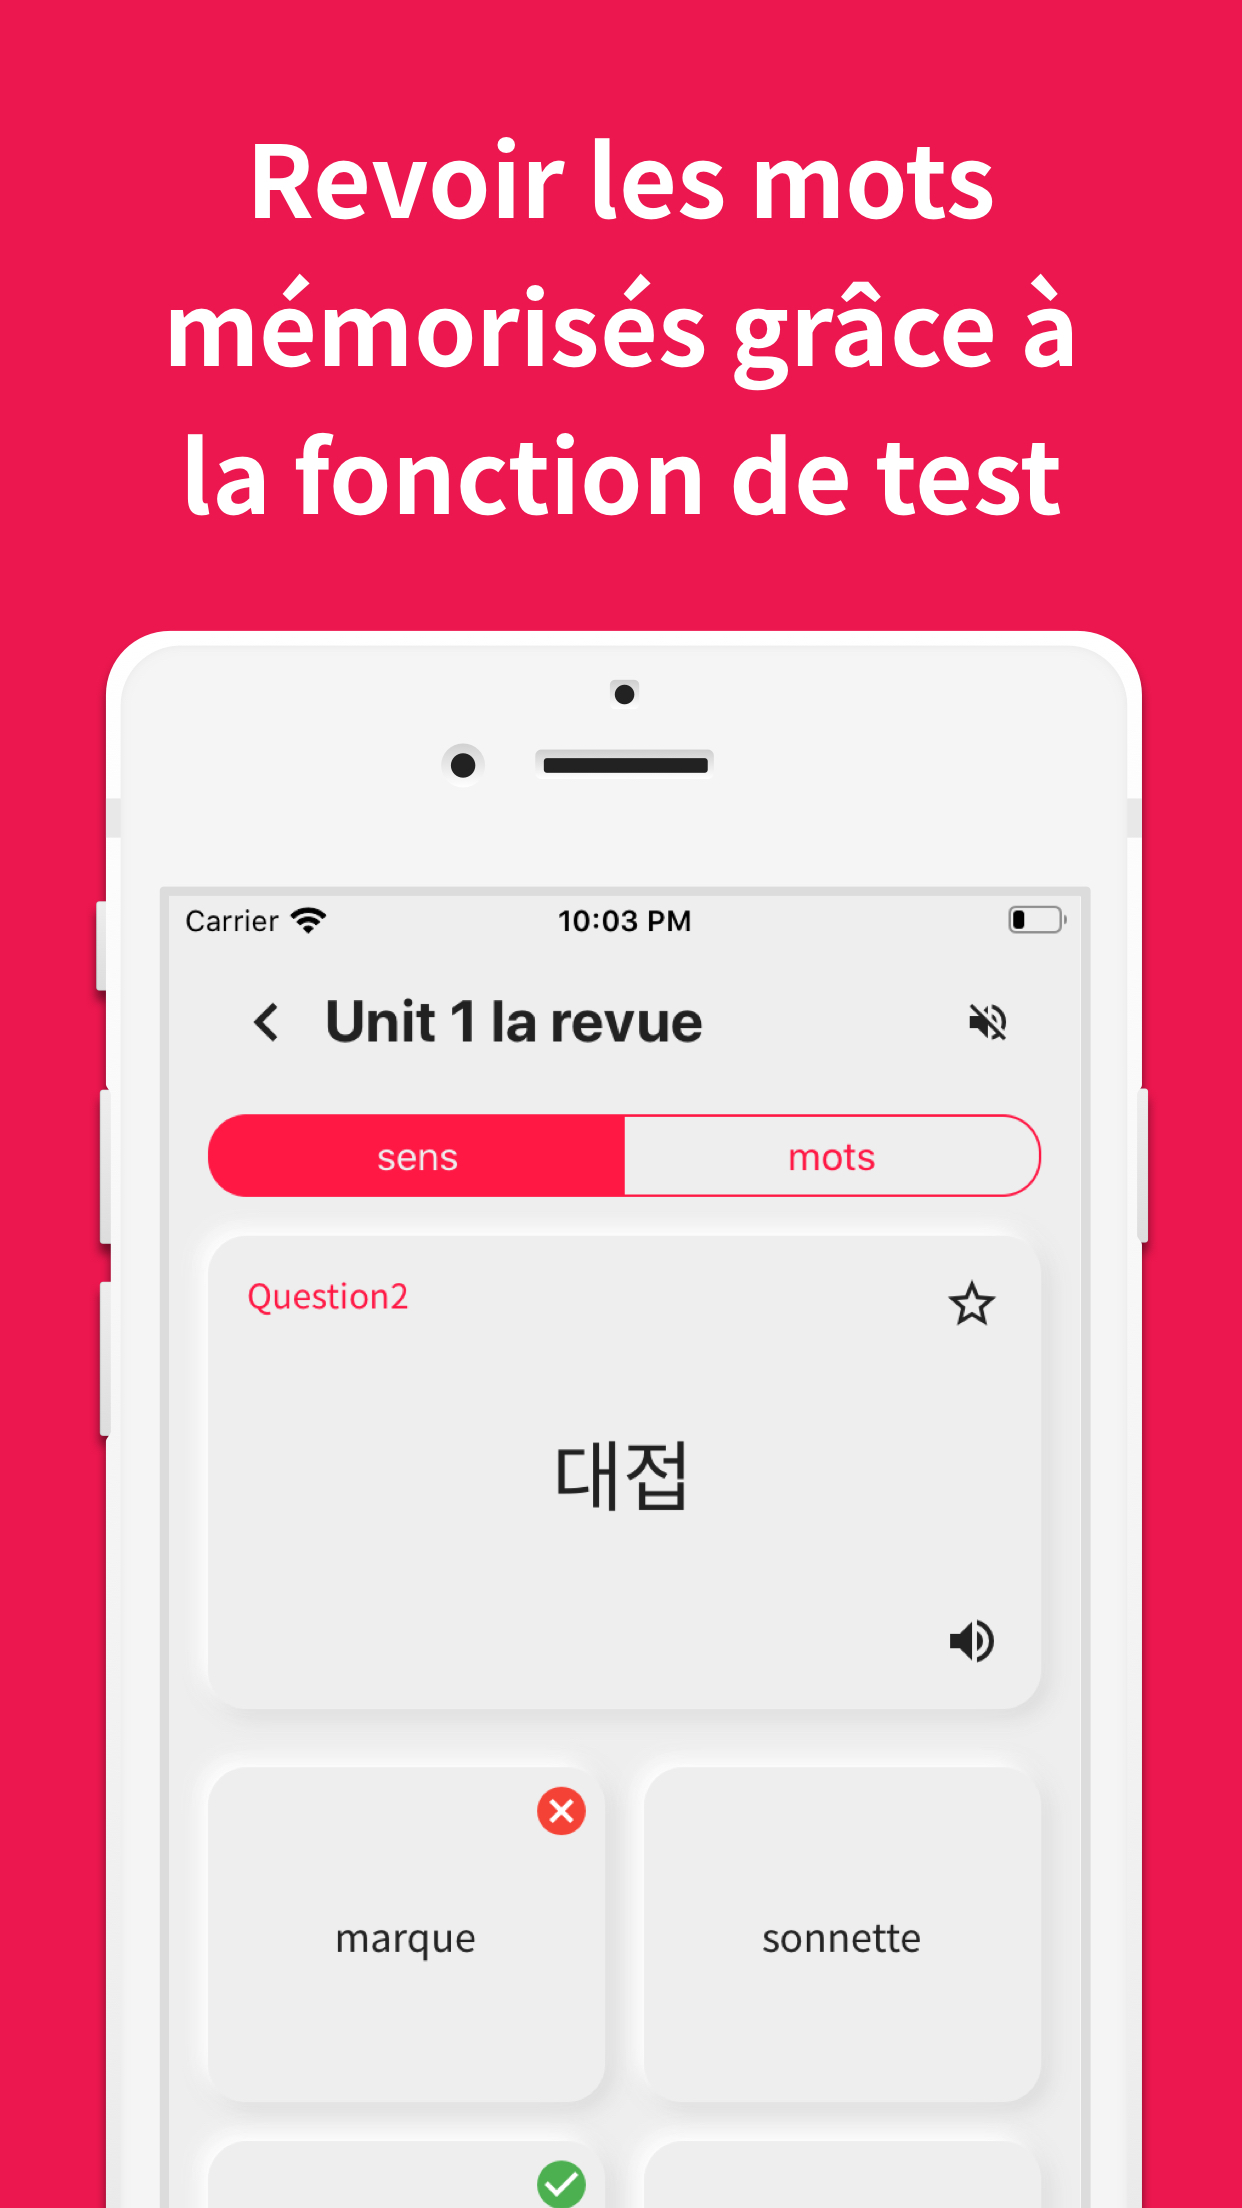 Revoir les mots
mémorisés grâce à
la fonction de test
Carrier
10:03 PM
Unit 1 la revue
sens
mots
Question2
대접
marque
sonnette